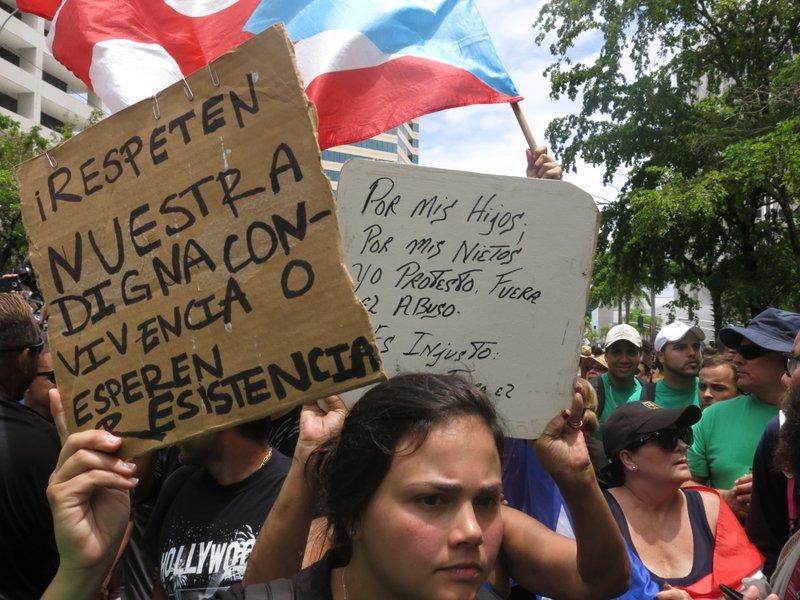 ¡RESPETEN
NUESTRA
DIGNA CON-
VIVENCIA O
ESPEREN
RESISTENCIA
POR MIS HIJOS,
POR MIS NIETOS
YO PROTESTO. FUERA
EL ABUSO.
ES INJUSTO.
HOLLYWOO